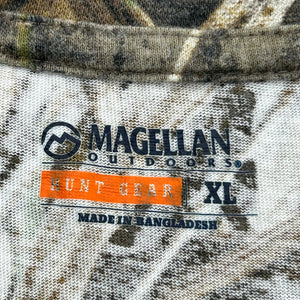 MAGELLAN
OUTDOORS®
HUNT GEAR XL
MADE IN BANGLADESH